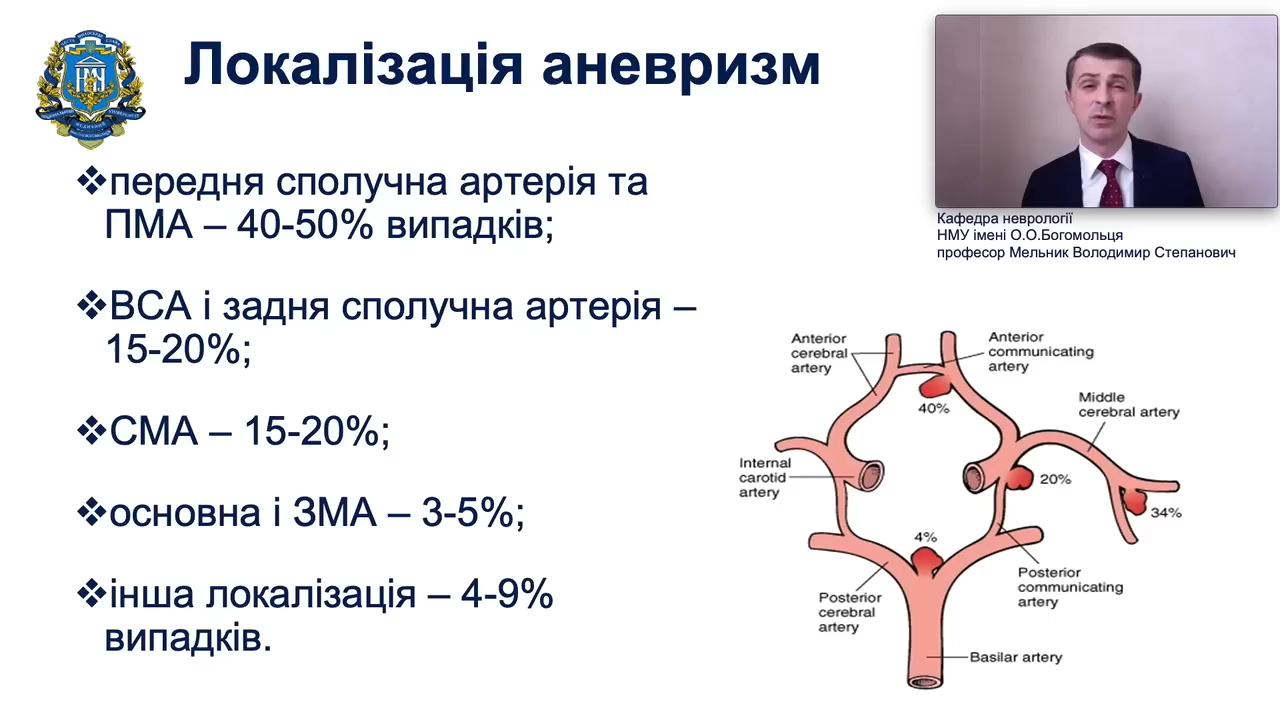 Локалізація аневризм
❖передня сполучна артерія та
ПМА – 40-50% випадків;
❖ВСА і задня сполучна артерія –
15-20%;
❖СМА – 15-20%;
❖основна і ЗМА – 3-5%;
❖інша локалізація – 4-9%
випадків.
Кафедра неврології
НМУ імені О.О.Богомольця
професор Мельник Володимир Степанович
Anterior
cerebral
artery
Anterior
communicating
artery
40%
Middle
cerebral artery
Internal
carotid
artery
20%
34%
4%
Posterior
cerebral
artery
Posterior
communicating
artery
Basilar artery